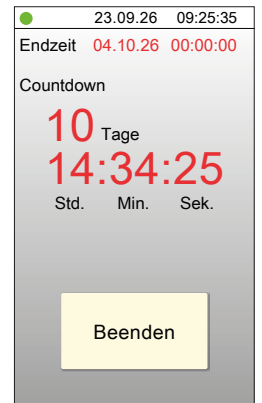 23.09.26 09:25:35
Endzeit 04.10.26 00:00:00
Countdown
10 Tage
14:34:25
Std. Min. Sek.
Beenden